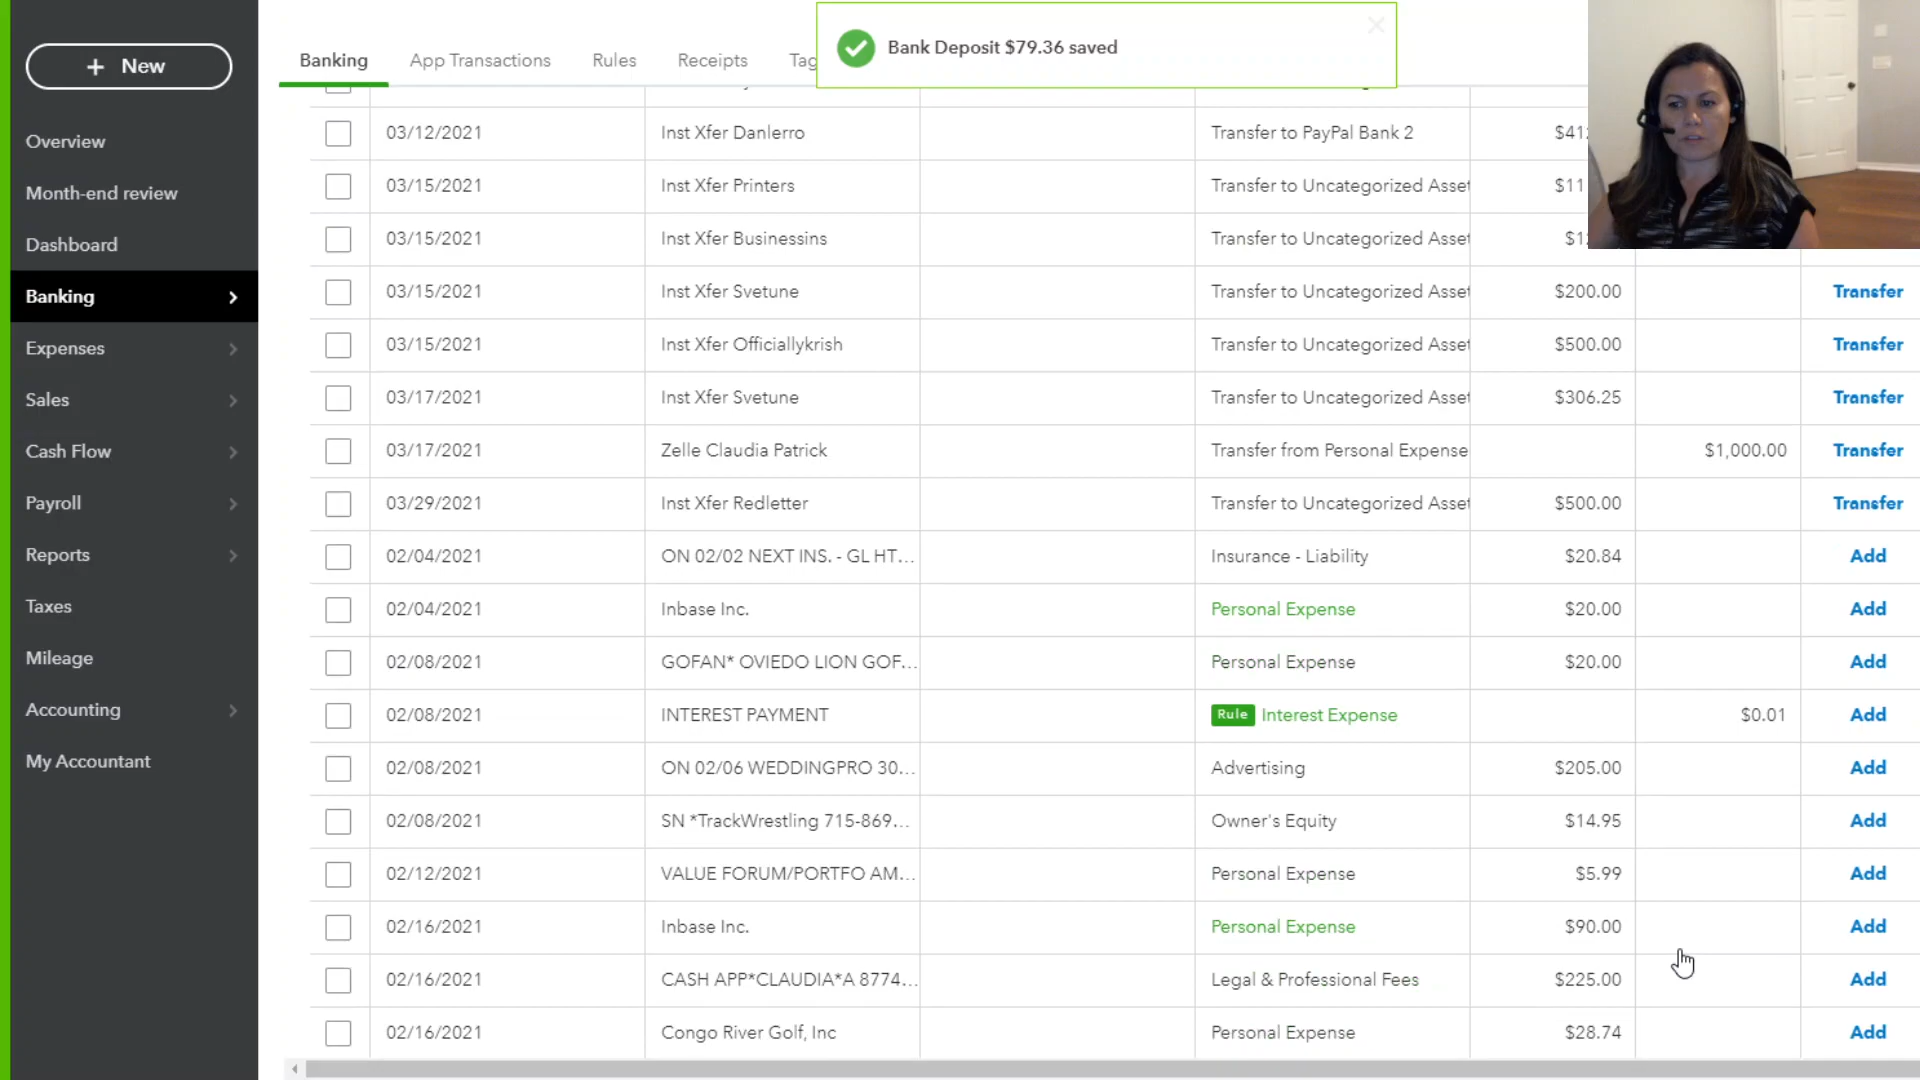 + New
Overview
Month-end review
Dashboard
Banking
Expenses
Sales
Cash Flow
Payroll
Reports
Taxes
Mileage
Accounting
My Accountant
Banking App Transactions Rules Receipts Tag
Bank Deposit $79.36 saved
03/12/2021 Inst Xfer Danlerro Transfer to PayPal Bank 2
03/15/2021 Inst Xfer Printers Transfer to Uncategorized Asset
03/15/2021 Inst Xfer Businessins Transfer to Uncategorized Asset
03/15/2021 Inst Xfer Svetune Transfer to Uncategorized Asset $200.00 Transfer
03/15/2021 Inst Xfer Officiallykrish Transfer to Uncategorized Asset $500.00 Transfer
03/17/2021 Inst Xfer Svetune Transfer to Uncategorized Asset $306.25 Transfer
03/17/2021 Zelle Claudia Patrick Transfer from Personal Expense $1,000.00 Transfer
03/29/2021 Inst Xfer Redletter Transfer to Uncategorized Asset $500.00 Transfer
02/04/2021 ON 02/02 NEXT INS. - GL HT... Insurance - Liability $20.84 Add
02/04/2021 Inbase Inc. Personal Expense $20.00 Add
02/08/2021 GOFAN* OVIEDO LION GOF... Personal Expense $20.00 Add
02/08/2021 INTEREST PAYMENT Rule Interest Expense $0.01 Add
02/08/2021 ON 02/06 WEDDINGPRO 30... Advertising $205.00 Add
02/08/2021 SN *TrackWrestling 715-869... Owner's Equity $14.95 Add
02/12/2021 VALUE FORUM/PORTFO AM... Personal Expense $5.99 Add
02/16/2021 Inbase Inc. Personal Expense $90.00 Add
02/16/2021 CASH APP*CLAUDIA*A 8774... Legal & Professional Fees $225.00 Add
02/16/2021 Congo River Golf, Inc Personal Expense $28.74 Add